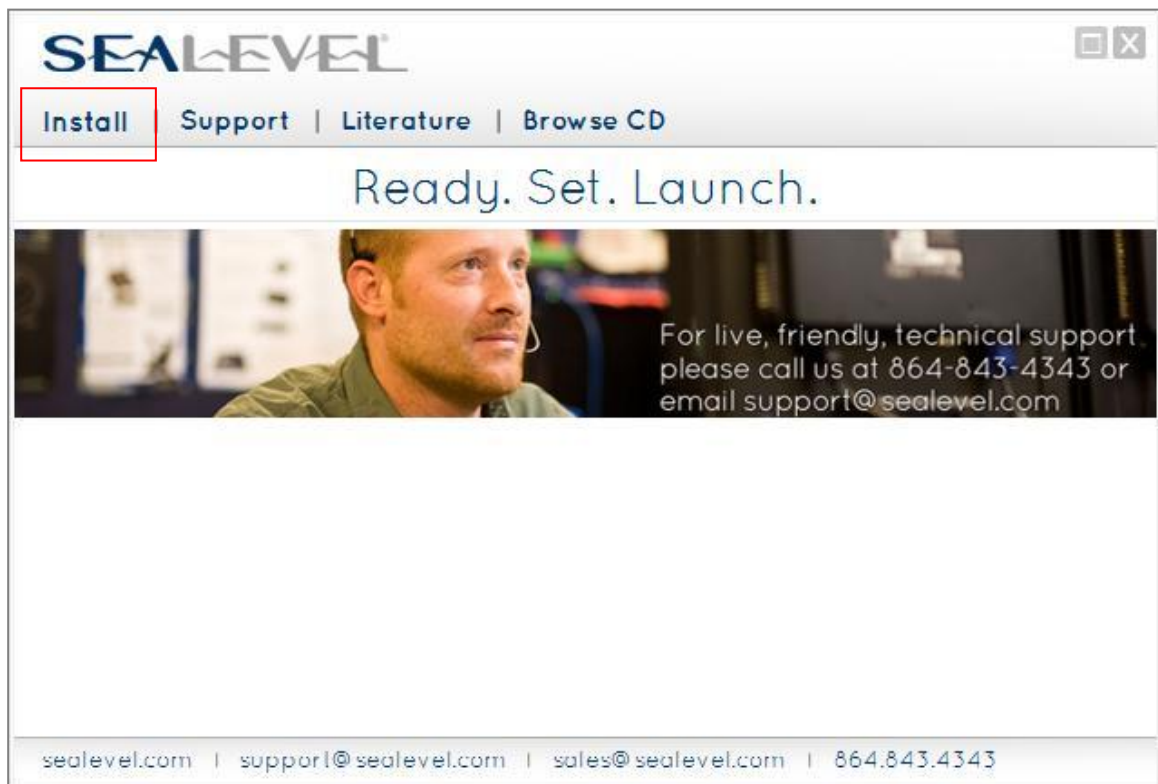 SEALEVEL
Install | Support | Literature | Browse CD
Ready. Set. Launch.
For live, friendly, technical support
please call us at 864-843-4343 or
email support@sealevel.com
sealevel.com | support@sealevel.com | sales@sealevel.com | 864.843.4343